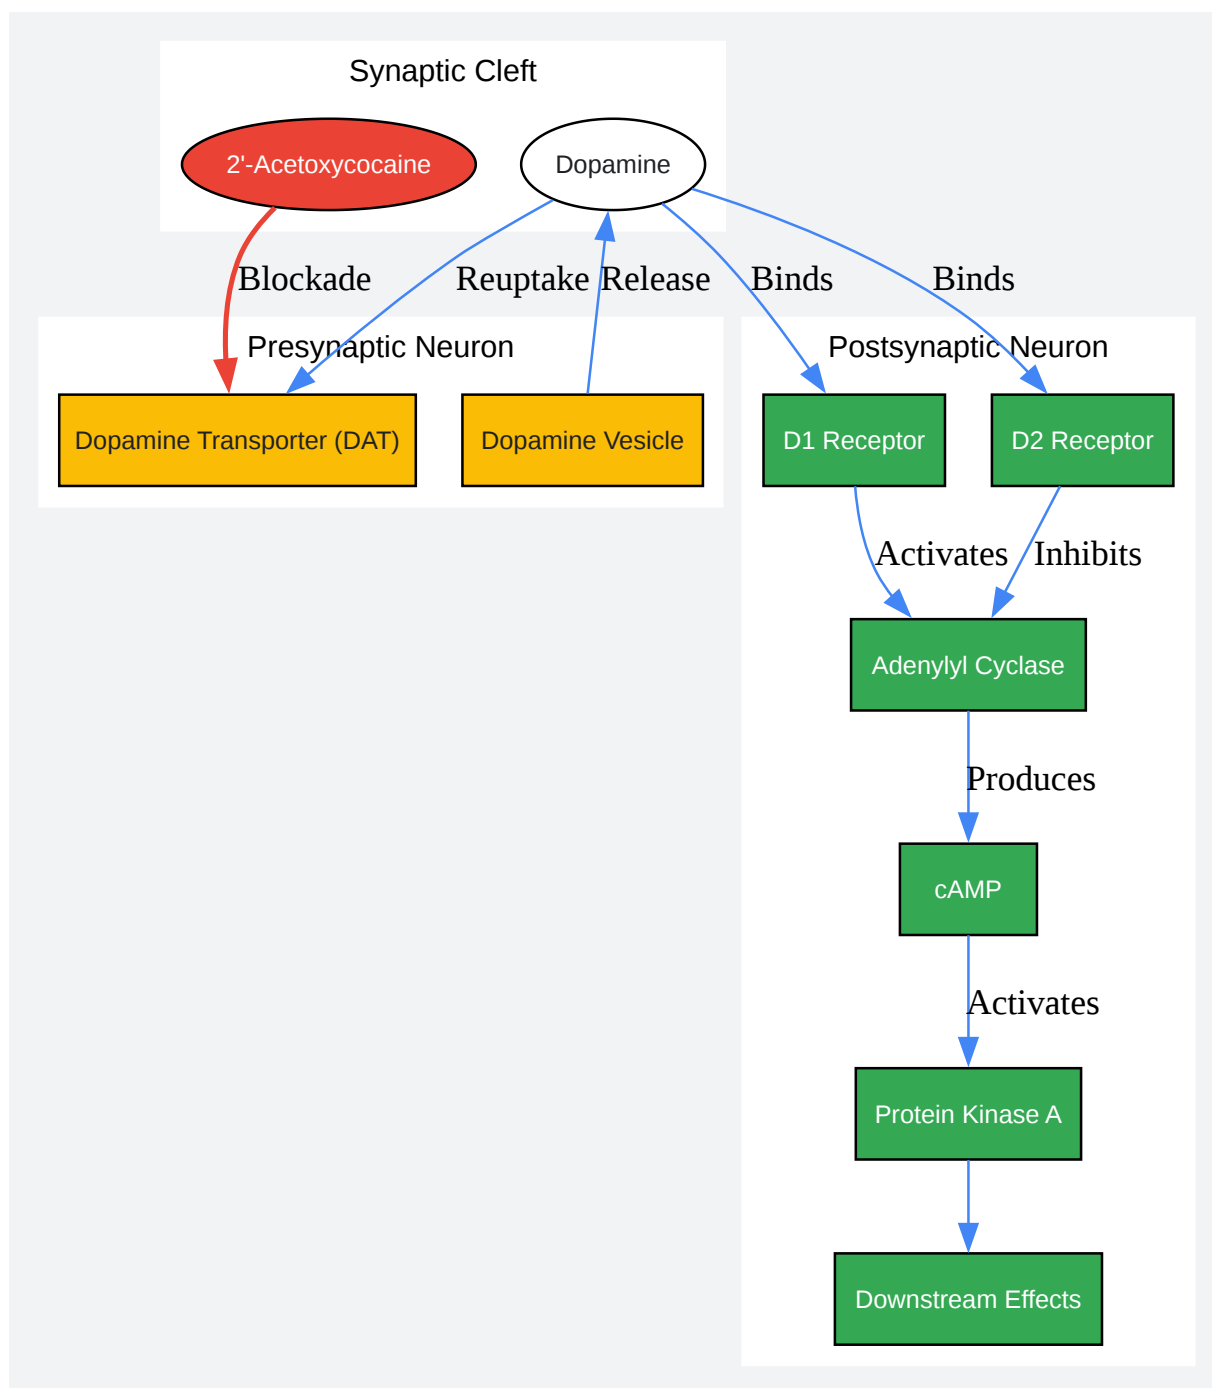 Synaptic Cleft
2'-Acetoxycocaine
Dopamine
Blockade
Reuptake
Release
Binds
Binds
Presynaptic Neuron
Postsynaptic Neuron
Dopamine Transporter (DAT)
Dopamine Vesicle
D1 Receptor
D2 Receptor
Activates
Inhibits
Adenylyl Cyclase
Produces
cAMP
Activates
Protein Kinase A
Downstream Effects